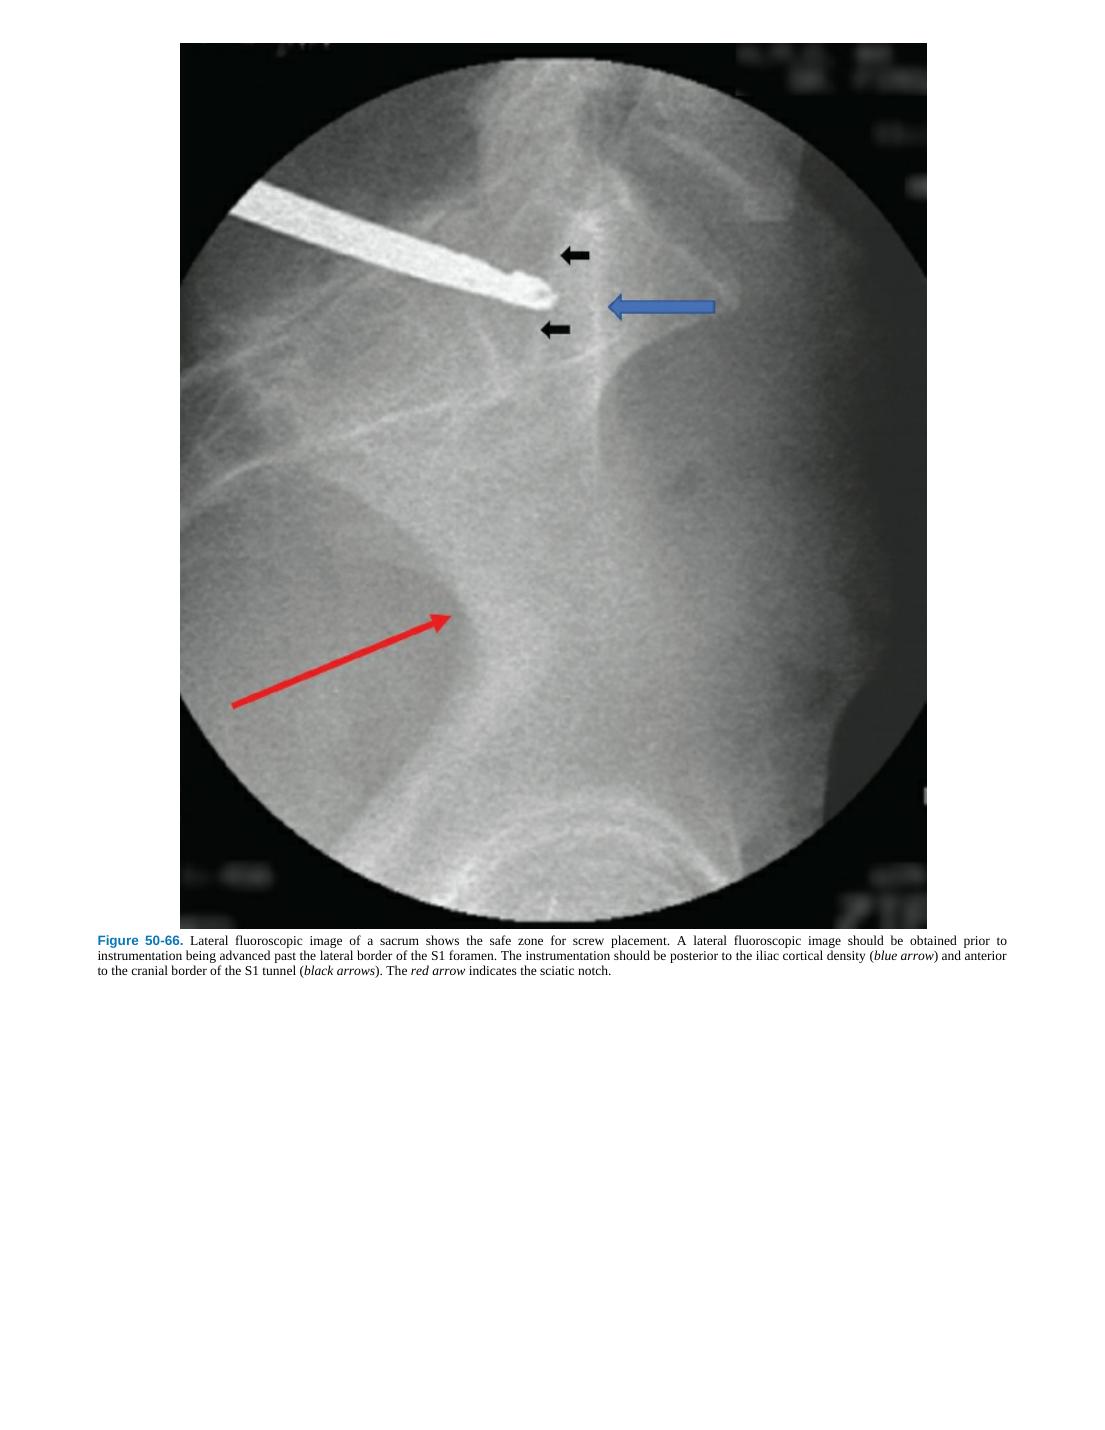 Figure 50-66. Lateral fluoroscopic image of a sacrum shows the safe zone for screw placement. A lateral fluoroscopic image should be obtained prior to
instrumentation being advanced past the lateral border of the S1 foramen. The instrumentation should be posterior to the iliac cortical density (blue arrow) and anterior
to the cranial border of the S1 tunnel (black arrows). The red arrow indicates the sciatic notch.